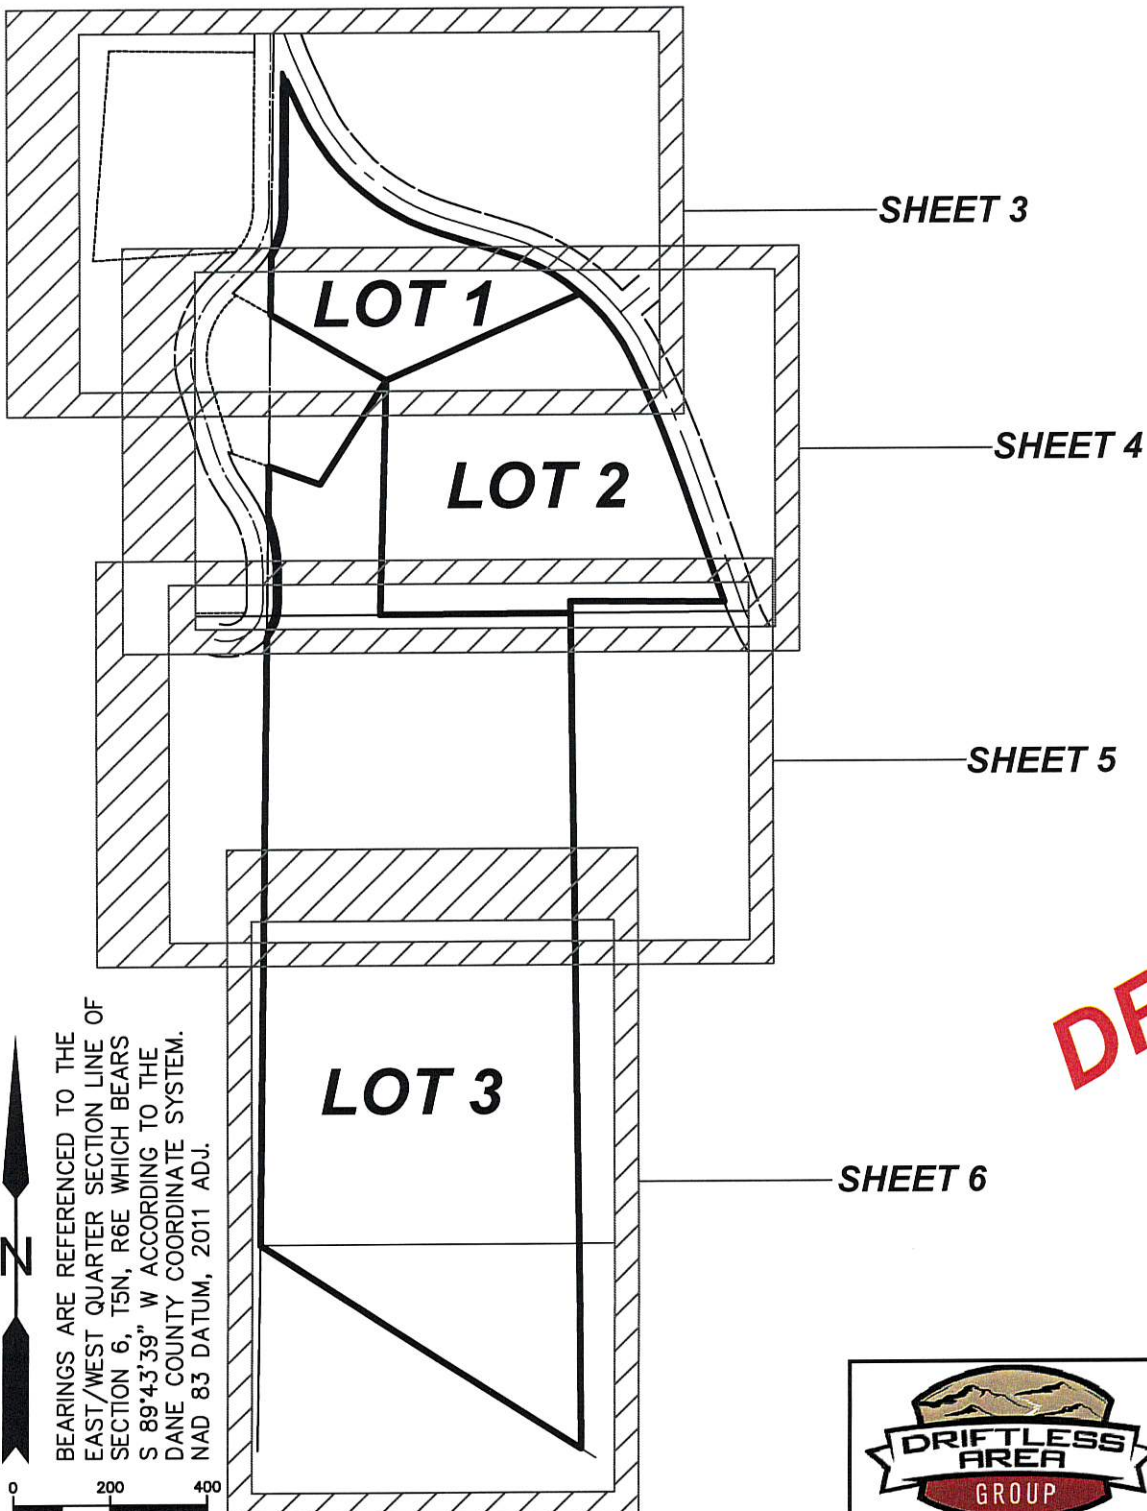 SHEET 3
LOT 1
SHEET 4
LOT 2
SHEET 5
LOT 3
SHEET 6
N
BEARINGS ARE REFERENCED TO THE
EAST/WEST QUARTER SECTION LINE OF
SECTION 6, T5N, R6E WHICH BEARS
S 89°43'39" W ACCORDING TO THE
DANE COUNTY COORDINATE SYSTEM.
NAD 83 DATUM, 2011 ADJ.
0 200 400
DRIFTLESS
AREA
GROUP